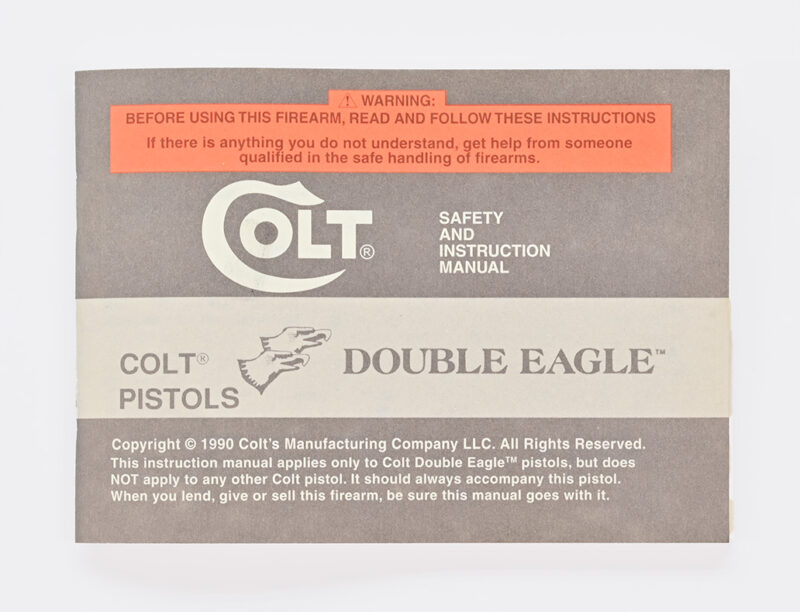 ⚠ WARNING:
BEFORE USING THIS FIREARM, READ AND FOLLOW THESE INSTRUCTIONS
If there is anything you do not understand, get help from someone
qualified in the safe handling of firearms.
COLT®
SAFETY
AND
INSTRUCTION
MANUAL
COLT®
PISTOLS
DOUBLE EAGLE™
Copyright © 1990 Colt's Manufacturing Company LLC. All Rights Reserved.
This instruction manual applies only to Colt Double Eagle™ pistols, but does
NOT apply to any other Colt pistol. It should always accompany this pistol.
When you lend, give or sell this firearm, be sure this manual goes with it.